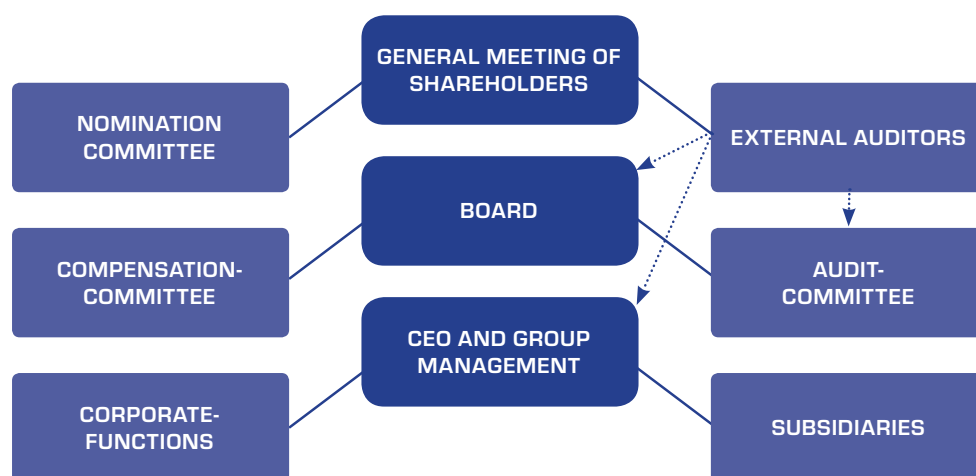 GENERAL MEETING OF
SHAREHOLDERS
NOMINATION
COMMITTEE
EXTERNAL AUDITORS
BOARD
COMPENSATION-
COMMITTEE
AUDIT-
COMMITTEE
CEO AND GROUP
MANAGEMENT
CORPORATE-
FUNCTIONS
SUBSIDIARIES